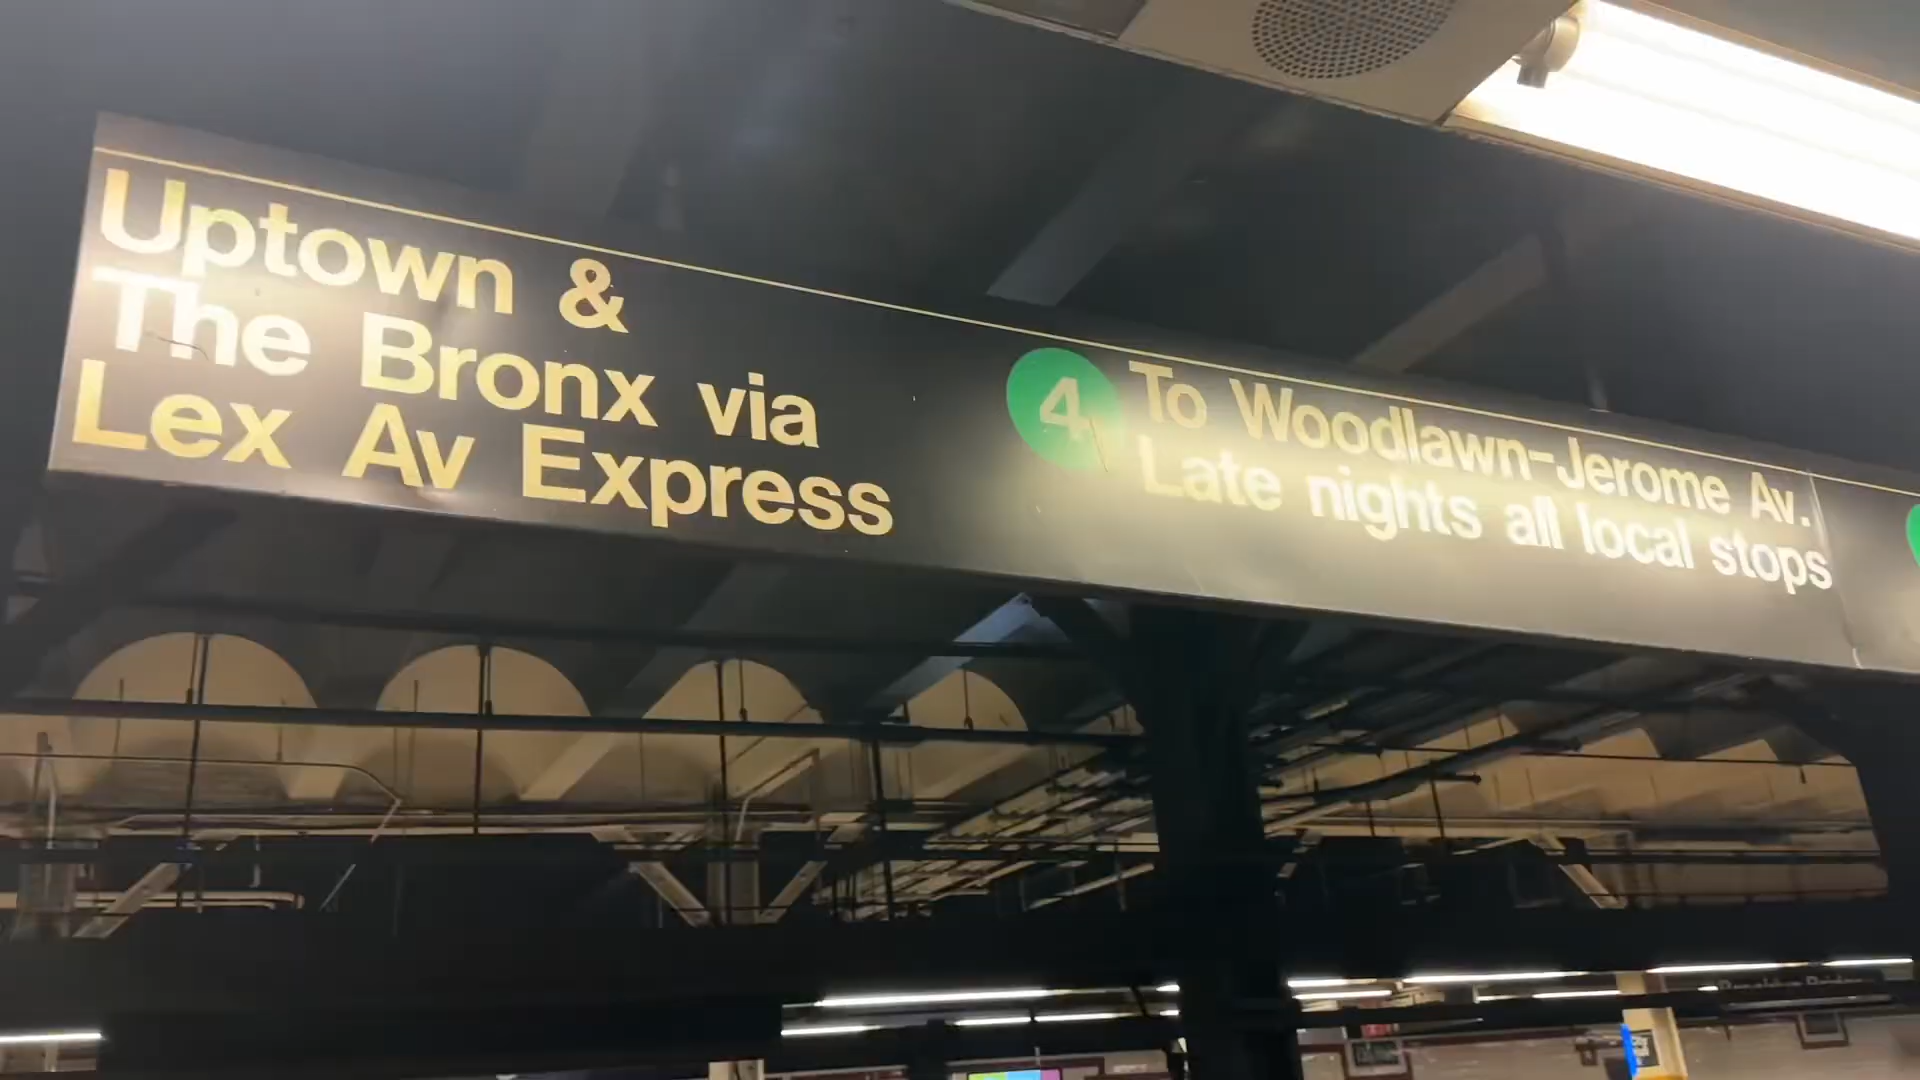 Uptown &
The Bronx via
Lex Av Express
4
To Woodlawn-Jerome Av.
Late nights all local stops